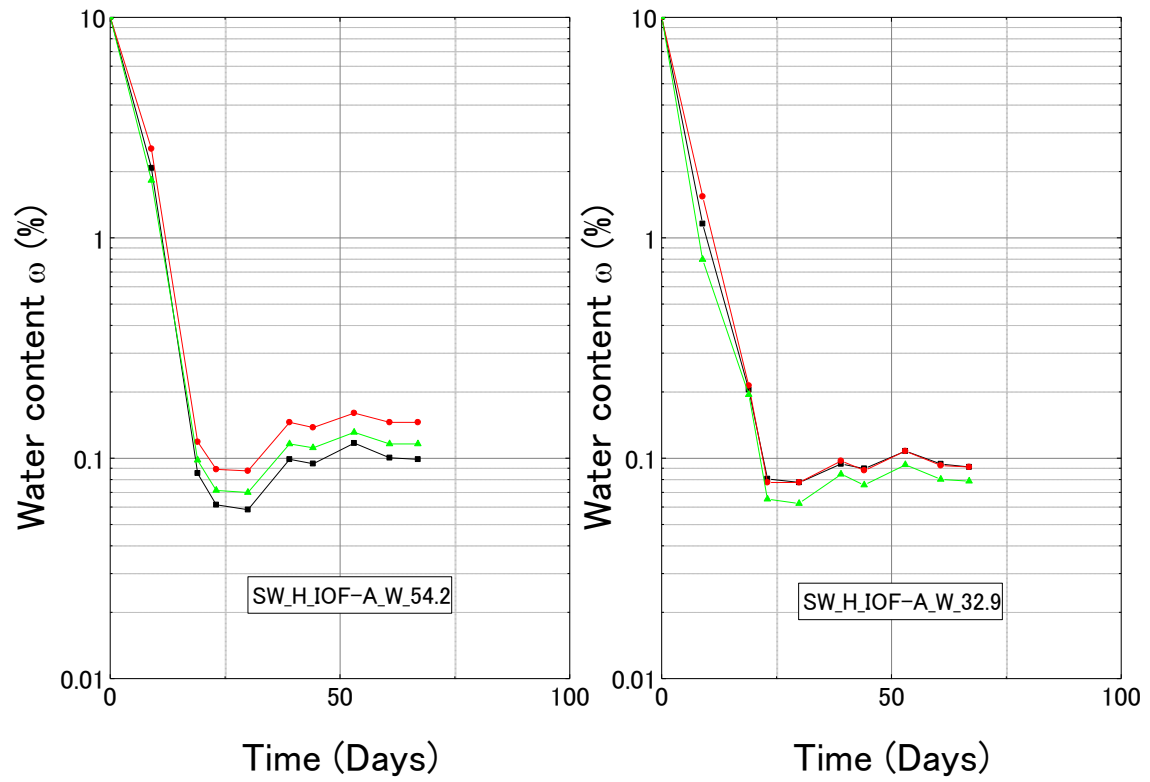 10
1
0.1
0.01
Water content ω (%)
SW_H_IOF-A_W_54.2
0
50
100
Time (Days)
10
1
0.1
0.01
Water content ω (%)
SW_H_IOF-A_W_32.9
0
50
100
Time (Days)